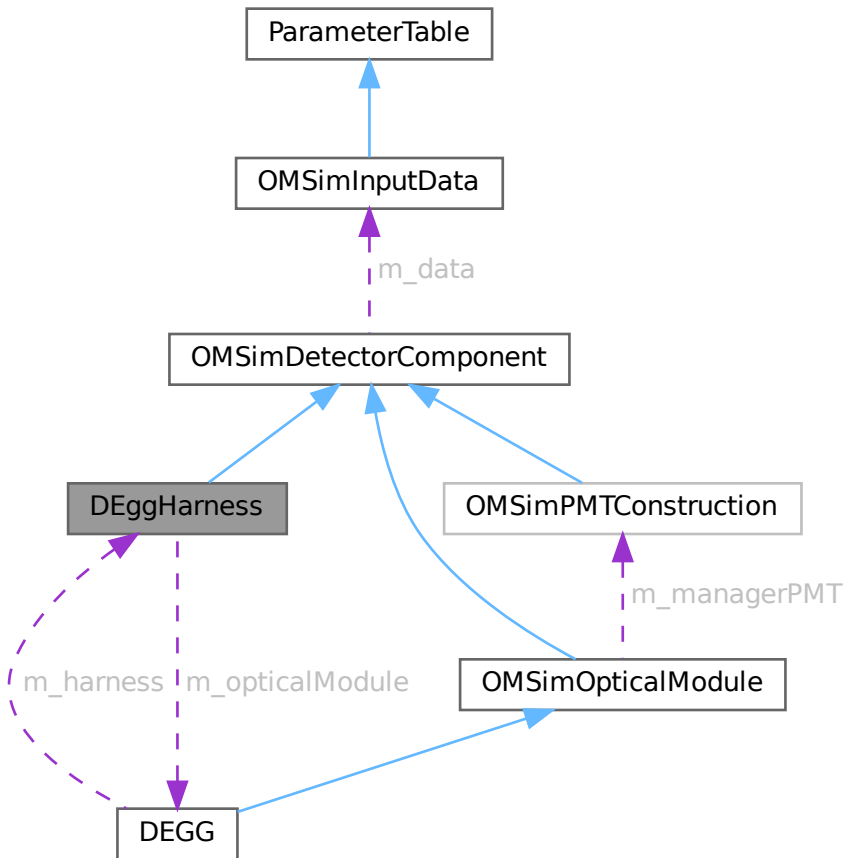 ParameterTable
OMSimInputData
m_data
OMSimDetectorComponent
DEggHarness
OMSimPMTConstruction
m_managerPMT
m_harness
m_opticalModule
OMSimOpticalModule
DEGG